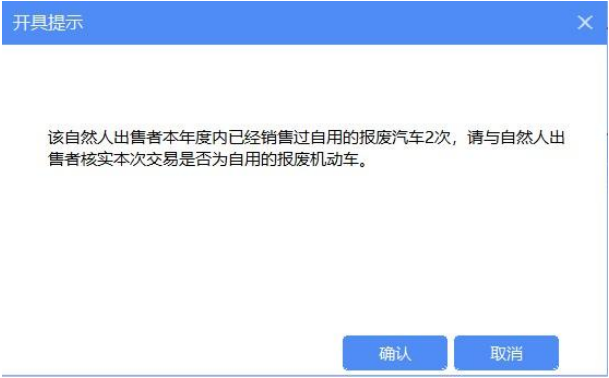 开具提示
该自然人出售者本年度内已经销售过自用的报废汽车2次，请与自然人出
售者核实本次交易是否为自用的报废机动车。
确认 取消